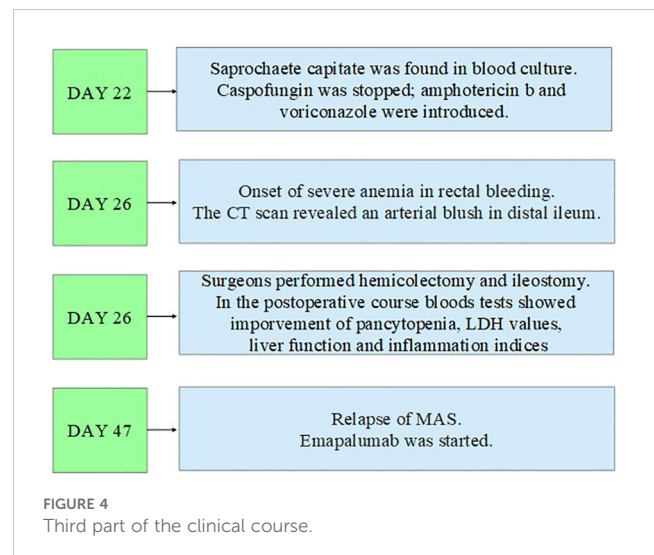 DAY 22
Saprochaete capitate was found in blood culture.
Caspofungin was stopped; amphotericin b and
voriconazole were introduced.
DAY 26
Onset of severe anemia in rectal bleeding.
The CT scan revealed an arterial blush in distal ileum.
DAY 26
Surgeons performed hemicolectomy and ileostomy.
In the postoperative course bloods tests showed
imporvement of pancytopenia, LDH values,
liver function and inflammation indices
DAY 47
Relapse of MAS.
Emapalumab was started.
FIGURE 4
Third part of the clinical course.